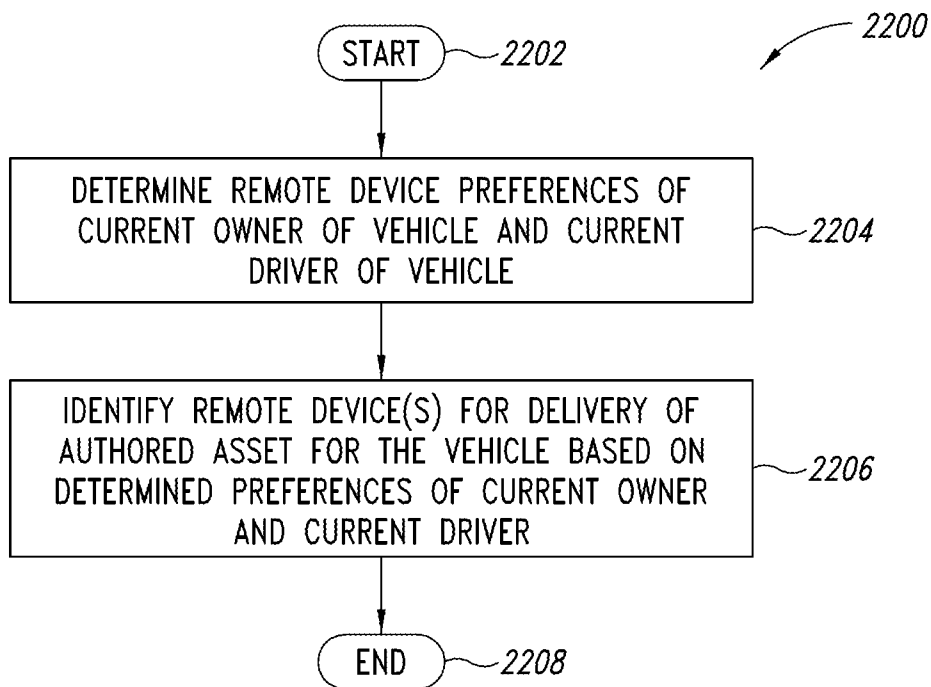 2200
START 2202
DETERMINE REMOTE DEVICE PREFERENCES OF
CURRENT OWNER OF VEHICLE AND CURRENT
DRIVER OF VEHICLE
2204
IDENTIFY REMOTE DEVICE(S) FOR DELIVERY OF
AUTHORED ASSET FOR THE VEHICLE BASED ON
DETERMINED PREFERENCES OF CURRENT OWNER
AND CURRENT DRIVER
2206
END 2208